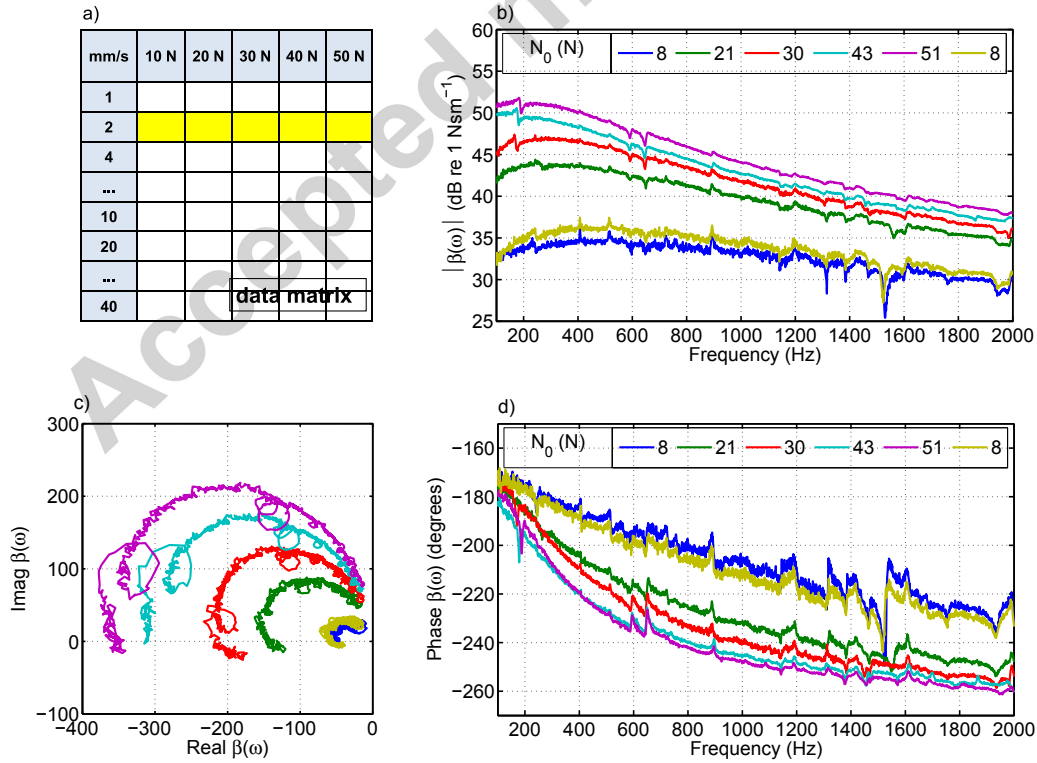 a)
mm/s 10 N 20 N 30 N 40 N 50 N
1
2
4
...
10
20
...
40
data matrix
b)
N₀ (N) 8 21 30 43 51 8
60
55
50
45
40
35
30
25
200 400 600 800 1000 1200 1400 1600 1800 2000
Frequency (Hz)
|β(ω)| (dB re 1 Nsm⁻¹)
c)
300
200
100
0
−100
−400 −300 −200 −100 0
Real β(ω)
Imag β(ω)
d)
N₀ (N) 8 21 30 43 51 8
−160
−180
−200
−220
−240
−260
200 400 600 800 1000 1200 1400 1600 1800 2000
Frequency (Hz)
Phase β(ω) (degrees)
Accepted m